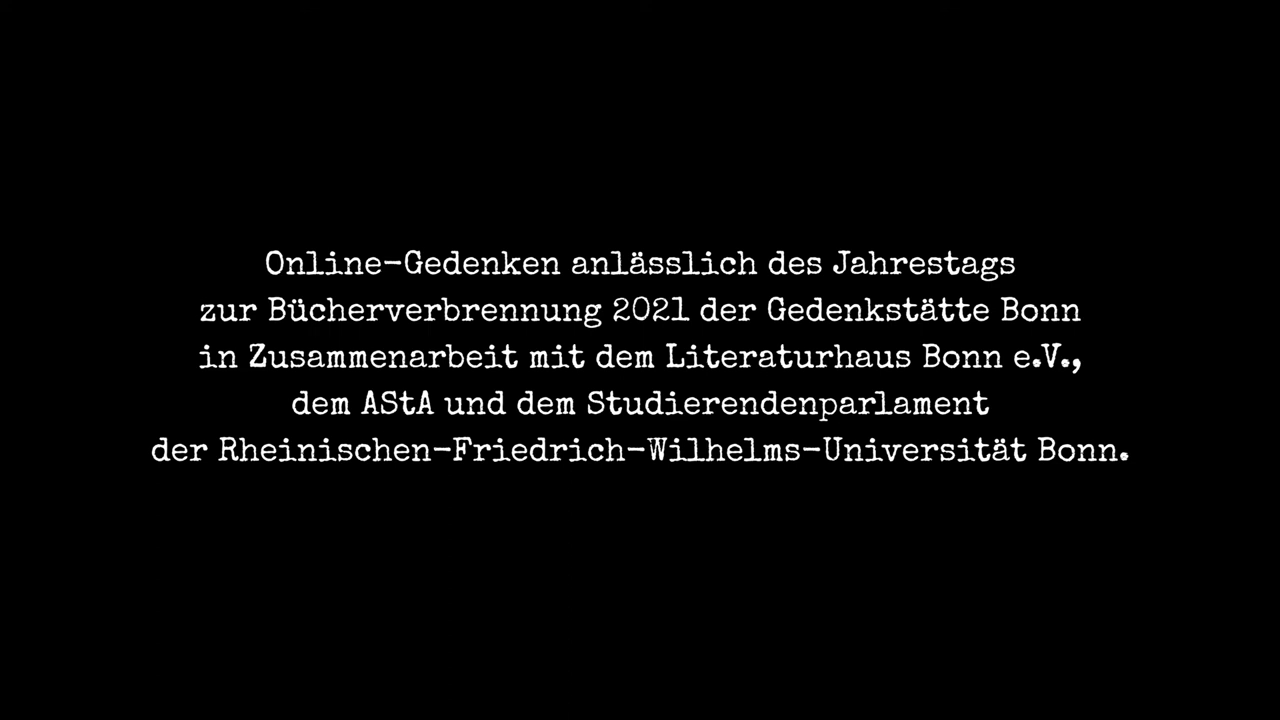 Online-Gedenken anlässlich des Jahrestags
zur Bücherverbrennung 2021 der Gedenkstätte Bonn
in Zusammenarbeit mit dem Literaturhaus Bonn e.V.,
dem AStA und dem Studierendenparlament
der Rheinischen-Friedrich-Wilhelms-Universität Bonn.